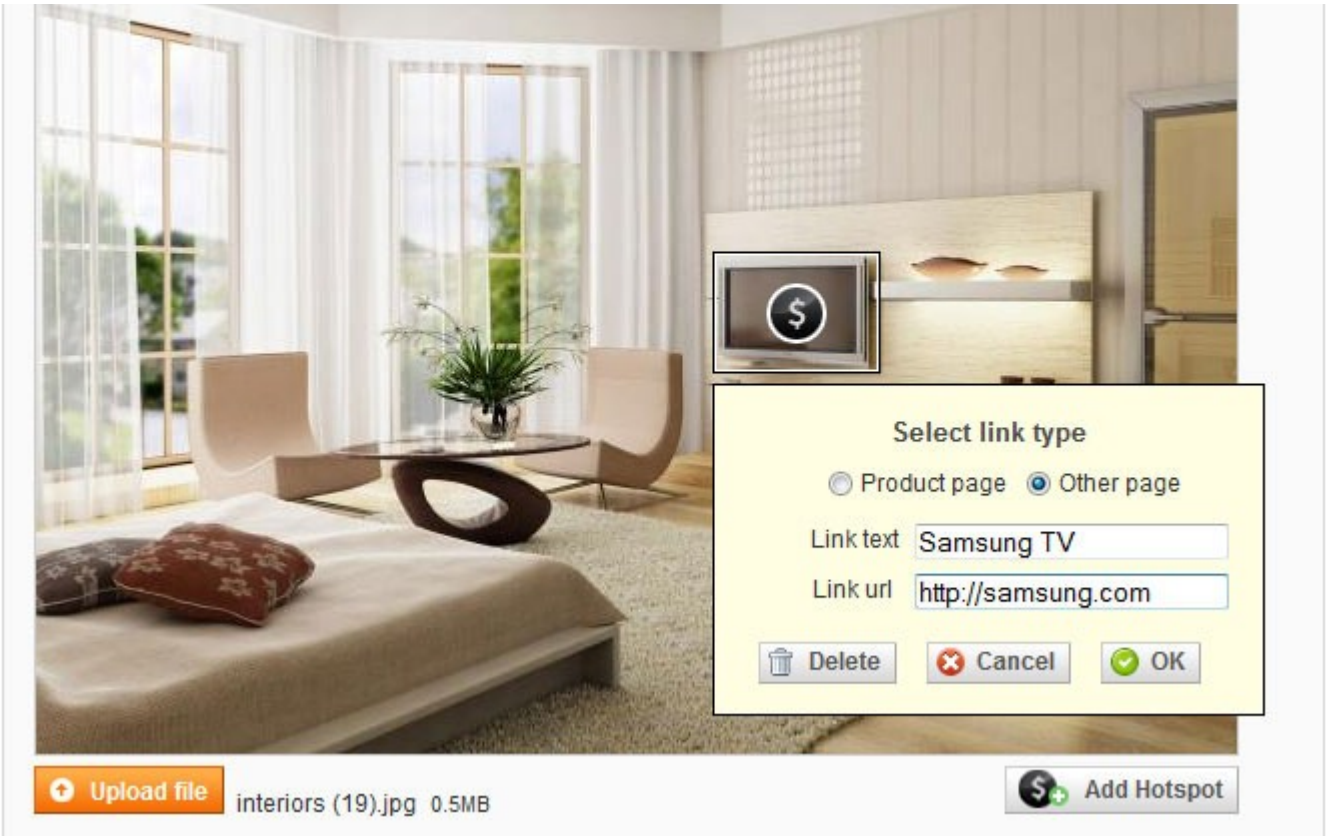 $
Select link type
Product page Other page
Link text Samsung TV
Link url http://samsung.com
Delete Cancel OK
Upload file interiors (19).jpg 0.5MB
$ Add Hotspot